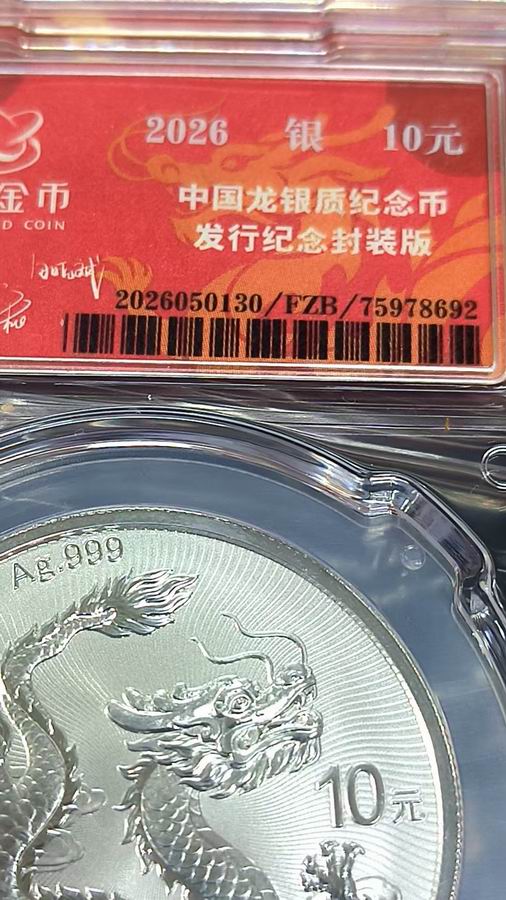 2026 银 10元
金币
D COIN
中国龙银质纪念币
发行纪念封装版
2026050130/FZB/75978692
Ag.999
10元